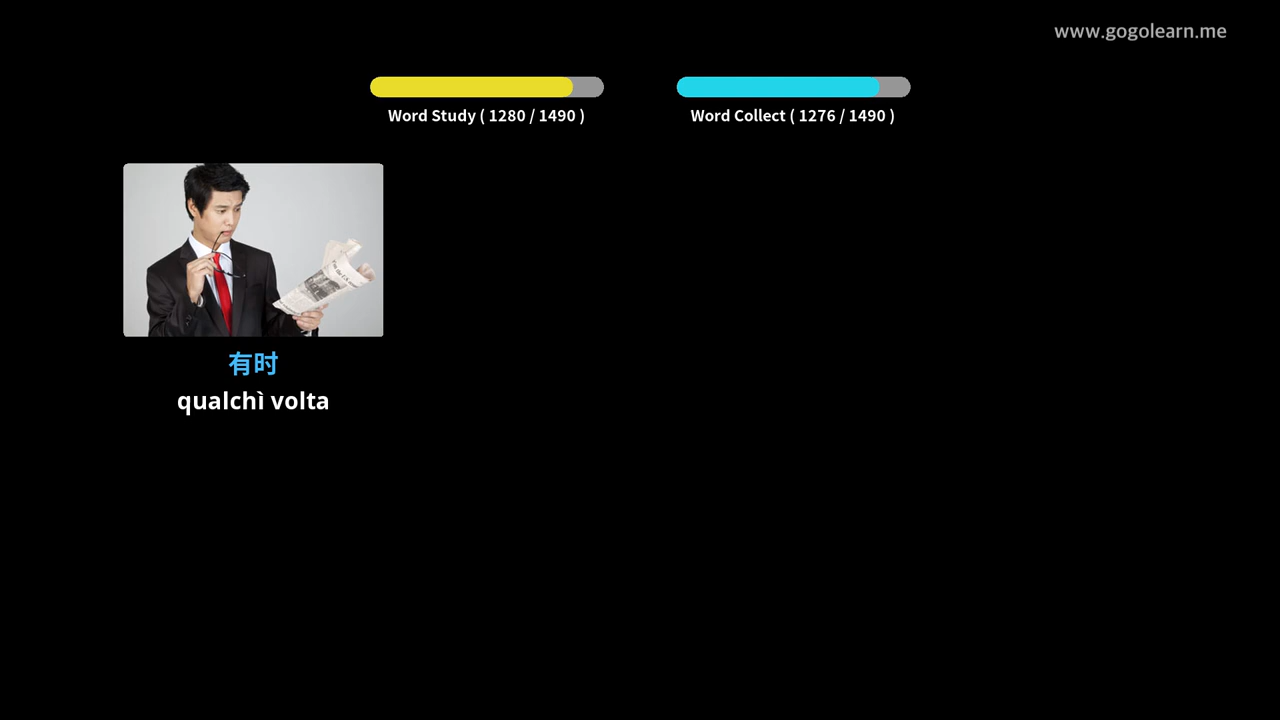 www.gogolearn.me
Word Study ( 1280 / 1490 )
Word Collect ( 1276 / 1490 )
有时
qualchì volta